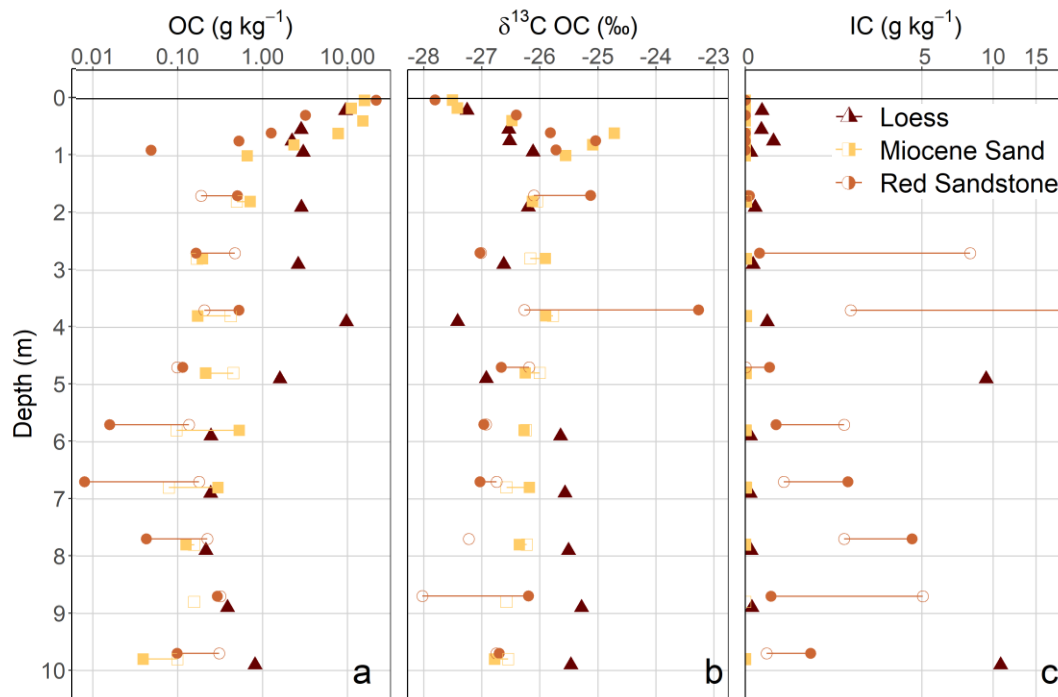 OC (g kg⁻¹) δ¹³C OC (‰) IC (g kg⁻¹)
0.01 0.10 1.00 10.00 -28 -27 -26 -25 -24 -23 0 5 10 15
0
1
2
3
4
5
6
7
8
9
10
Depth (m)
Loess
Miocene Sand
Red Sandstone
a b c